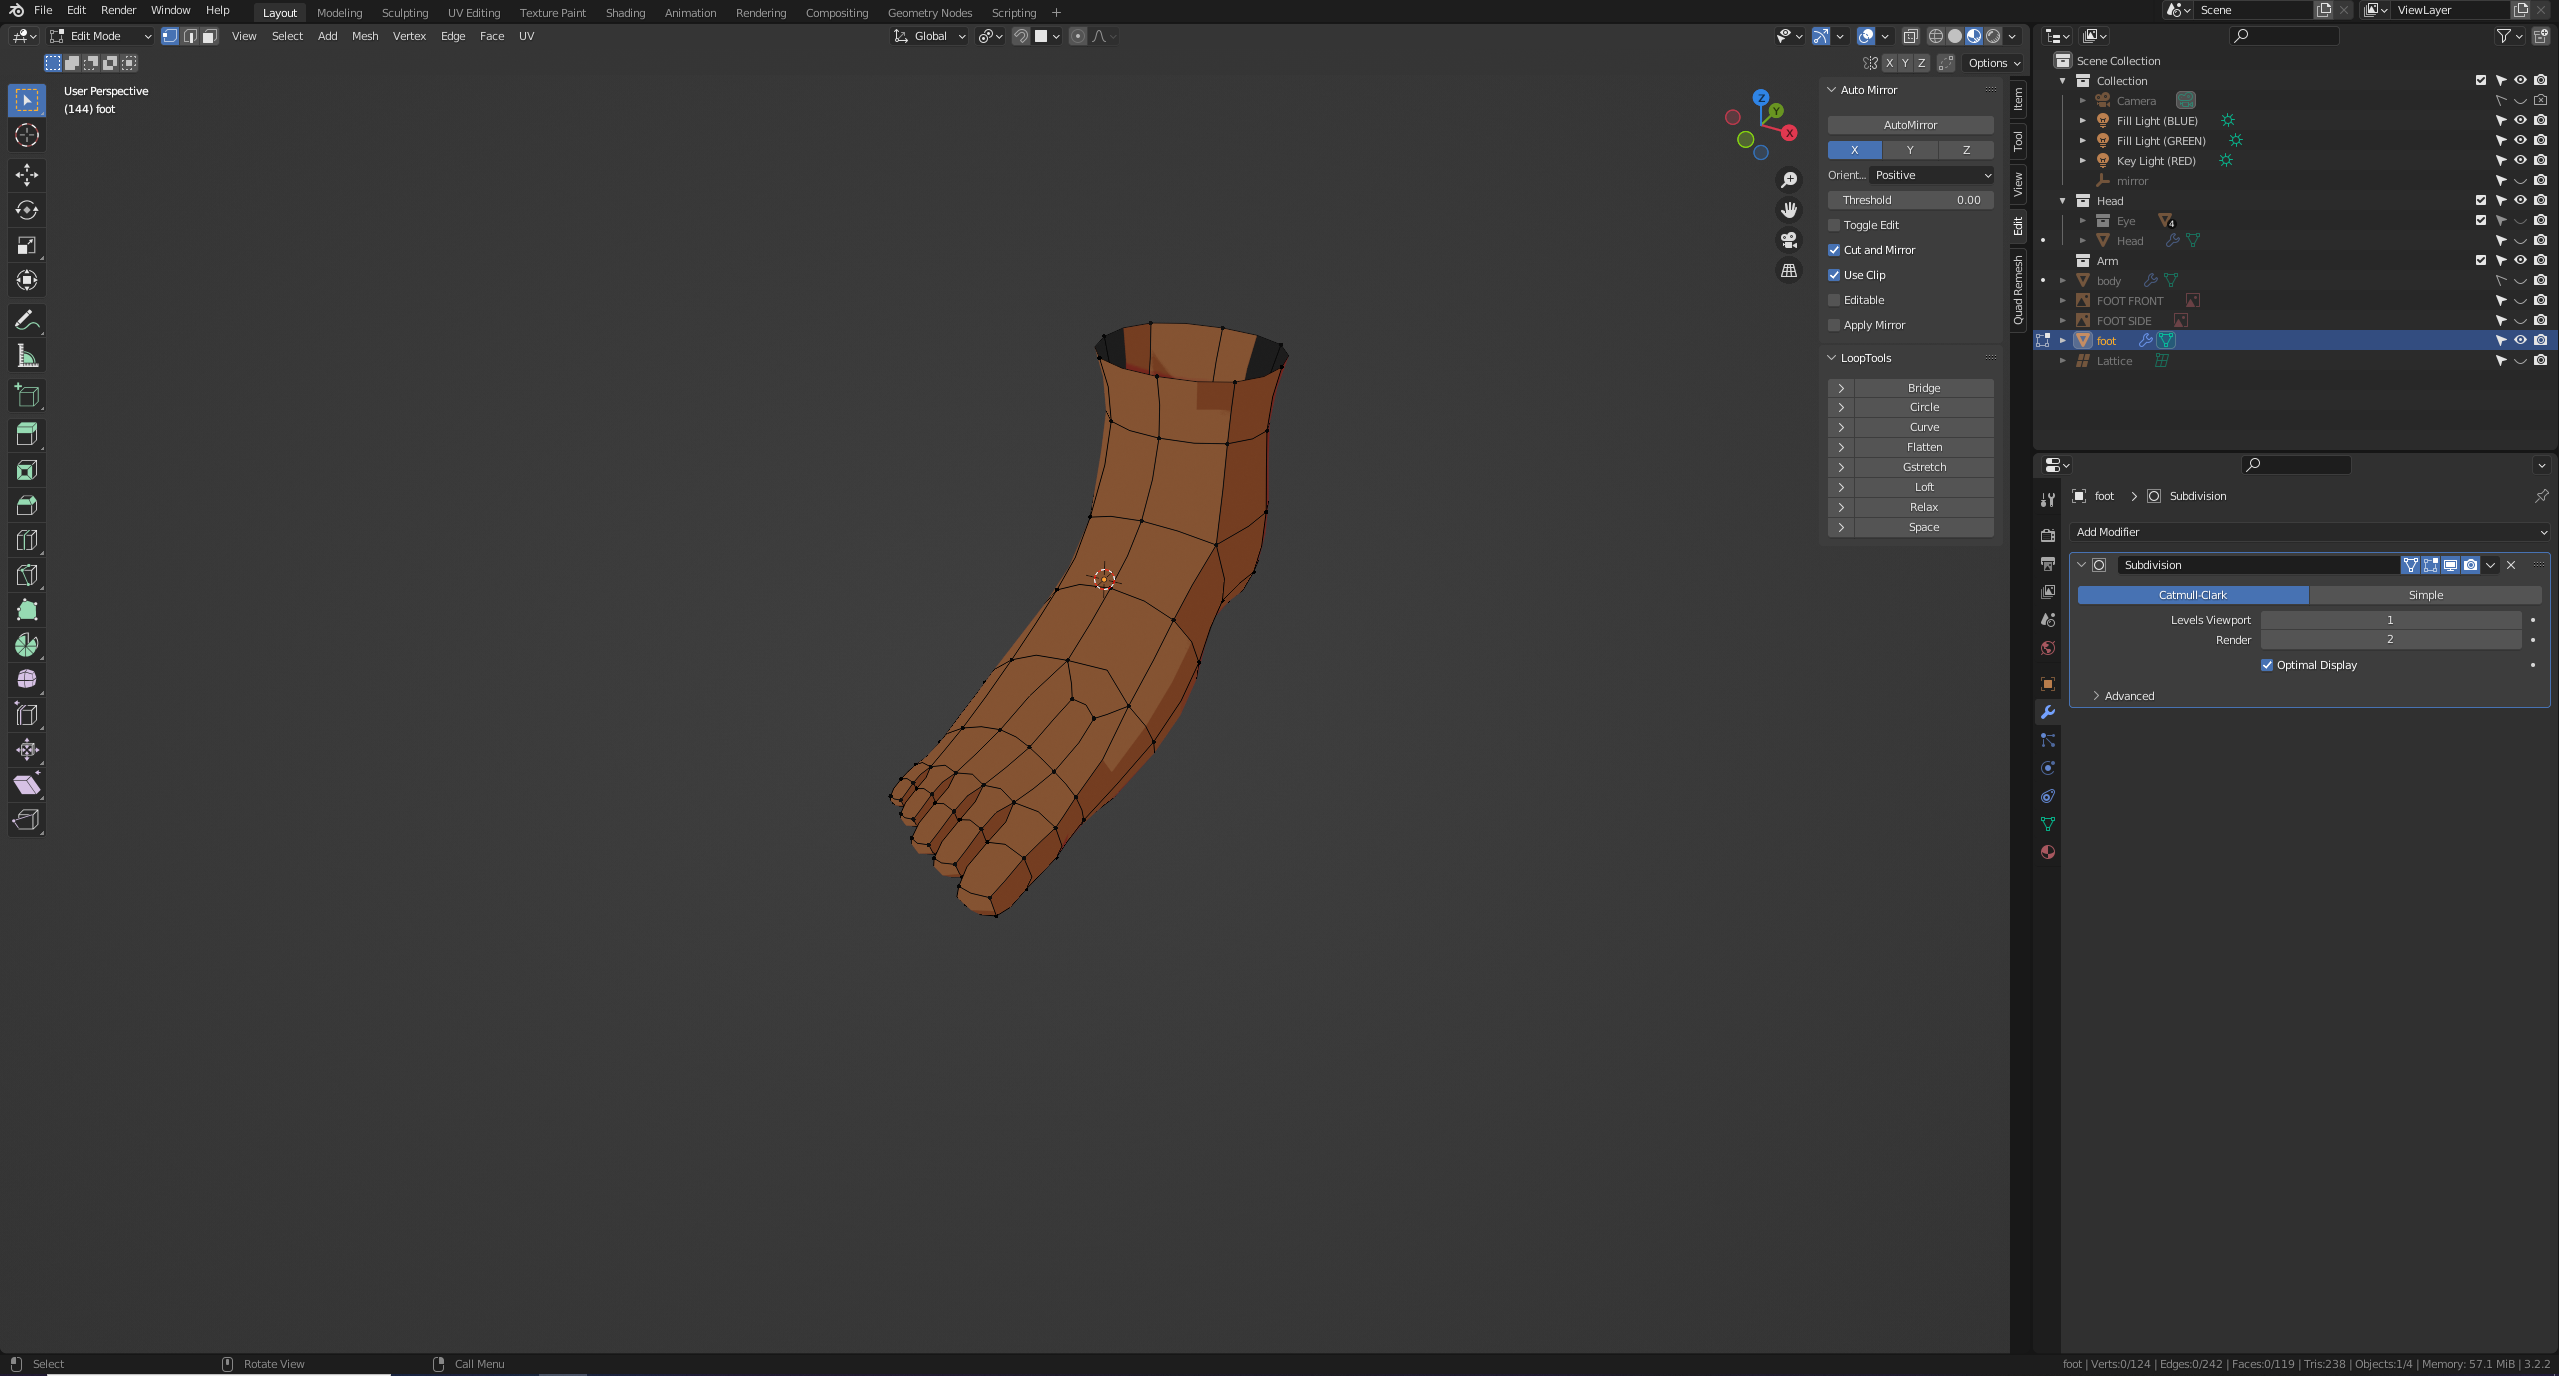 File Edit Render Window Help Layout Modeling Sculpting UV Editing Texture Paint Shading Animation Rendering Compositing Geometry Nodes Scripting + Scene ViewLayer
Edit Mode View Select Add Mesh Vertex Edge Face UV Global
X Y Z Options
User Perspective
(144) foot
Z Y X
Auto Mirror
AutoMirror
X Y Z
Orient... Positive
Threshold 0.00
Toggle Edit
Cut and Mirror
Use Clip
Editable
Apply Mirror
LoopTools
Bridge
Circle
Curve
Flatten
Gstretch
Loft
Relax
Space
Item
Tool
View
Edit
Quad Remesh
Scene Collection
Collection
Camera
Fill Light (BLUE)
Fill Light (GREEN)
Key Light (RED)
mirror
Head
Eye 4
Head
Arm
body
FOOT FRONT
FOOT SIDE
foot
Lattice
foot > Subdivision
Add Modifier
Subdivision
Catmull-Clark Simple
Levels Viewport 1
Render 2
Optimal Display
Advanced
Select Rotate View Call Menu
foot | Verts:0/124 | Edges:0/242 | Faces:0/119 | Tris:238 | Objects:1/4 | Memory: 57.1 MiB | 3.2.2